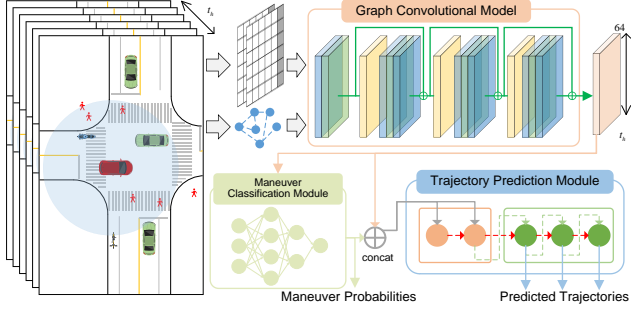 t_h
Graph Convolutional Model
64
t_h
Maneuver
Classification Module
concat
Trajectory Prediction Module
Maneuver Probabilities
Predicted Trajectories